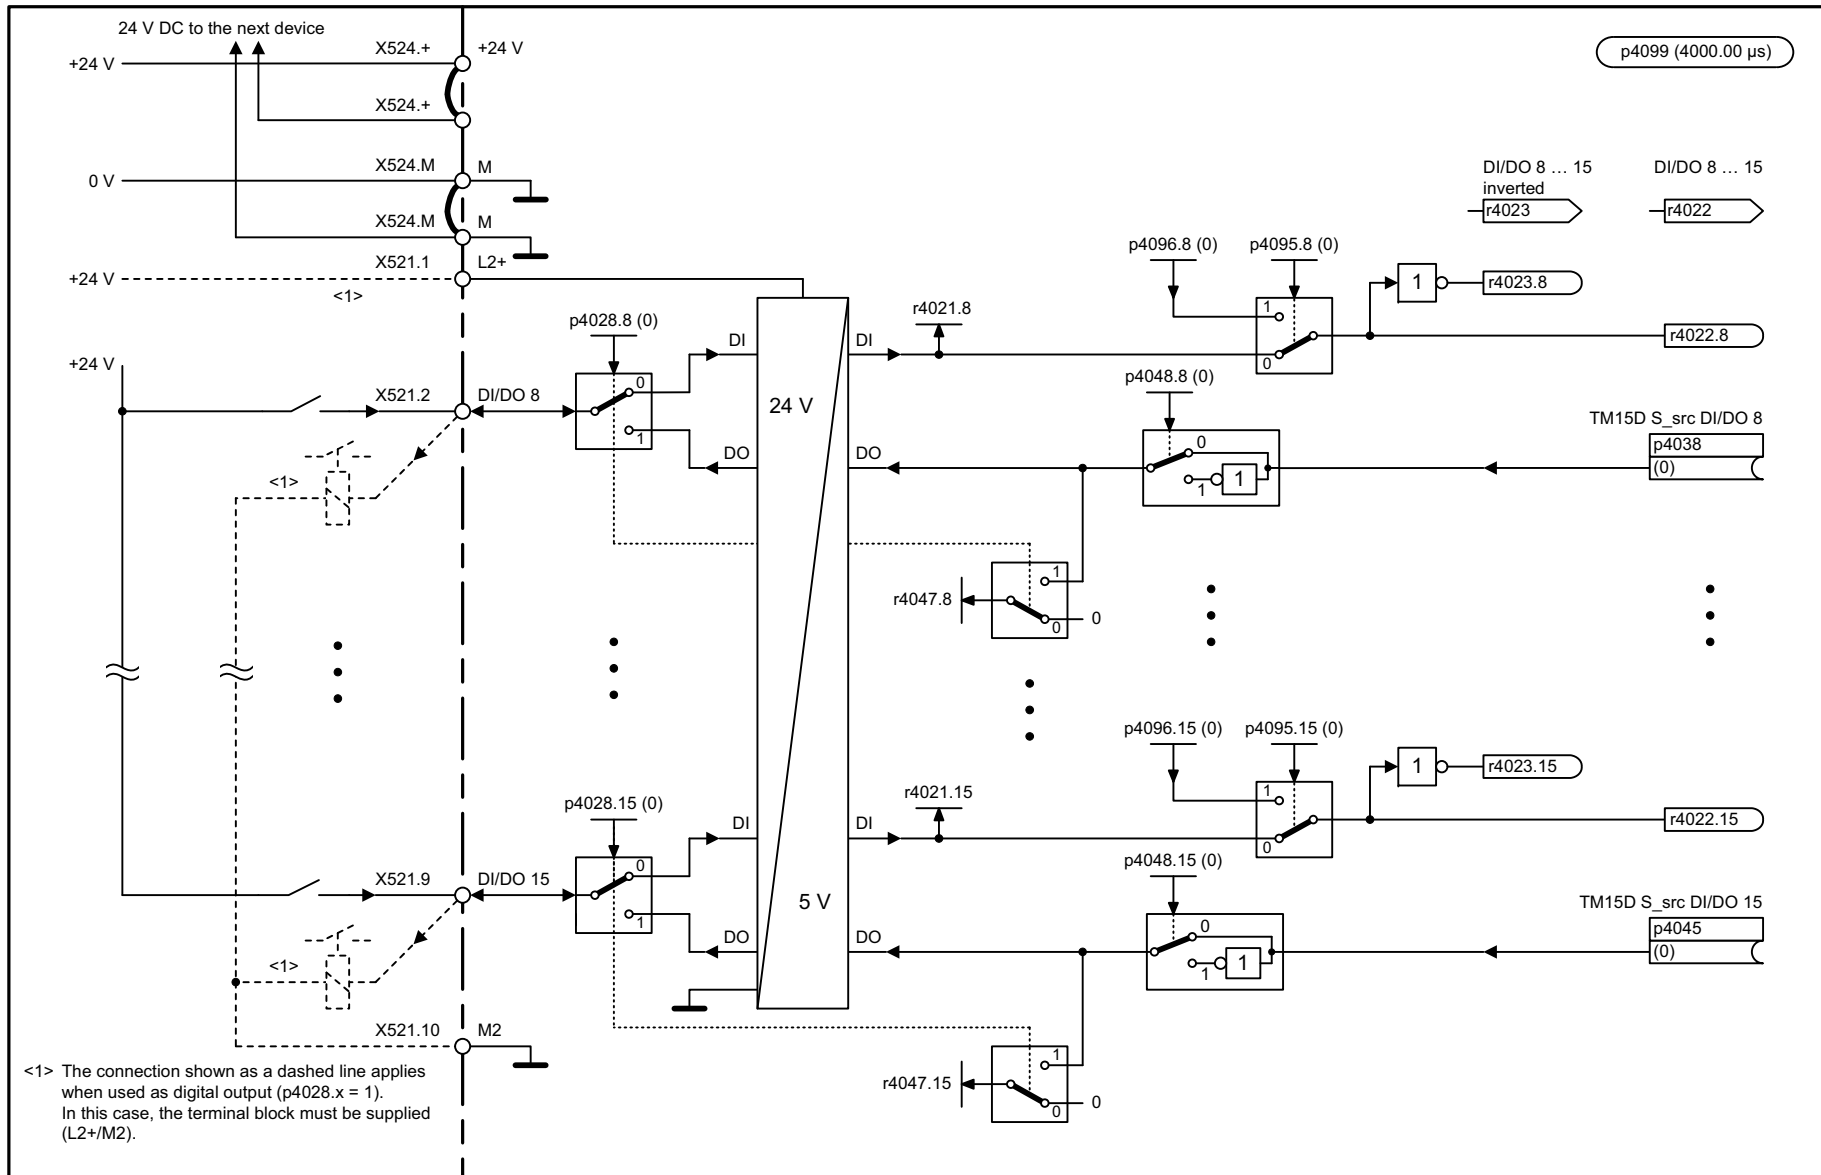 24 V DC to the next device
X524.+
+24 V
+24 V
p4099 (4000.00 µs)
X524.+
X524.M
M
0 V
DI/DO 8 … 15
inverted
r4023
DI/DO 8 … 15
r4022
X524.M
M
X521.1
L2+
+24 V
<1>
p4096.8 (0)
p4095.8 (0)
1
r4023.8
p4028.8 (0)
r4021.8
1
0
r4022.8
DI
DI
+24 V
X521.2
DI/DO 8
0
1
24 V
p4048.8 (0)
TM15D S_src DI/DO 8
p4038
(0)
DO
DO
0
1
1
<1>
r4047.8
1
0
0
p4096.15 (0)
p4095.15 (0)
1
r4023.15
p4028.15 (0)
r4021.15
1
0
r4022.15
DI
DI
X521.9
DI/DO 15
0
1
5 V
p4048.15 (0)
TM15D S_src DI/DO 15
p4045
(0)
DO
DO
0
1
1
<1>
X521.10
M2
r4047.15
1
0
0
<1> The connection shown as a dashed line applies
when used as digital output (p4028.x = 1).
In this case, the terminal block must be supplied
(L2+/M2).